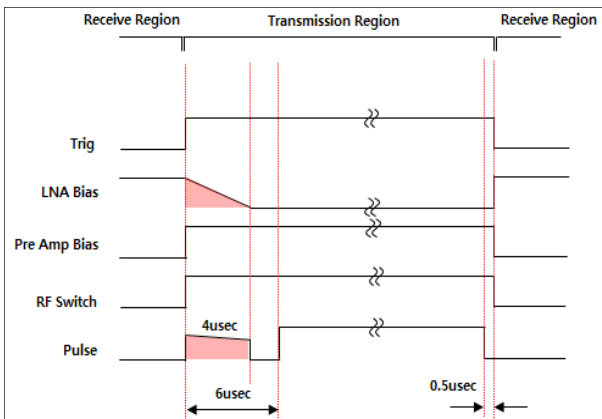 Receive Region
Transmission Region
Receive Region
Trig
LNA Bias
Pre Amp Bias
RF Switch
4usec
Pulse
6usec
0.5usec